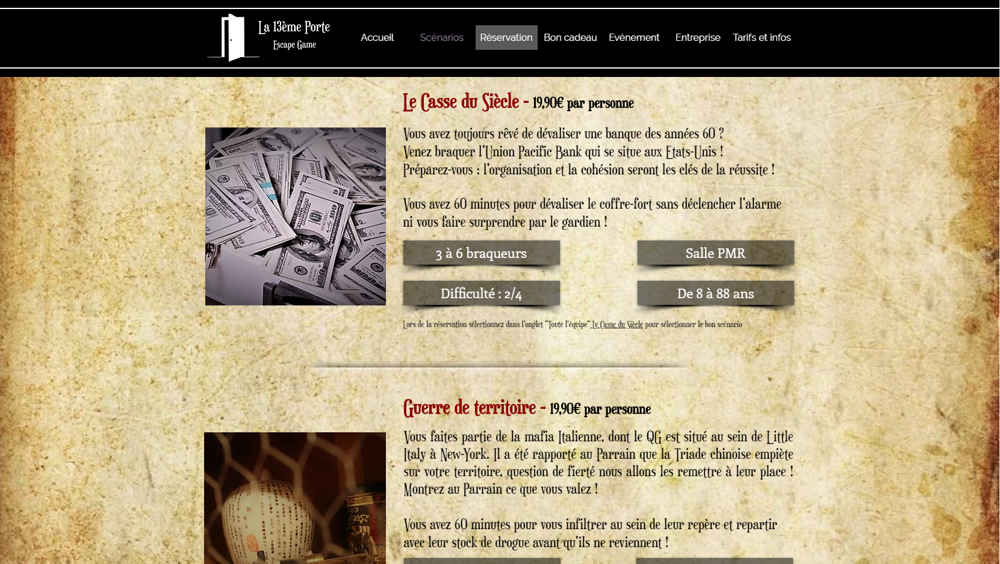 La 13ème Porte
Escape Game
Accueil
Scénarios
Réservation
Bon cadeau
Evénement
Entreprise
Tarifs et infos
Le Casse du Siècle - 19,90€ par personne
Vous avez toujours rêvé de dévaliser une banque des années 60 ?
Venez braquer l'Union Pacific Bank qui se situe aux Etats-Unis !
Préparez-vous : l'organisation et la cohésion seront les clés de la réussite !
Vous avez 60 minutes pour dévaliser le coffre-fort sans déclencher l'alarme
ni vous faire surprendre par le gardien !
3 à 6 braqueurs
Salle PMR
Difficulté : 2/4
De 8 à 88 ans
Lors de la réservation sélectionnez dans l'onglet "Toute l'équipe" Le Casse du Siècle pour sélectionner le bon scénario
Guerre de territoire - 19,90€ par personne
Vous faites partie de la mafia Italienne, dont le QG est situé au sein de Little
Italy à New-York. Il a été rapporté au Parrain que la Triade chinoise empiète
sur votre territoire, question de fierté nous allons les remettre à leur place !
Montrez au Parrain ce que vous valez !
Vous avez 60 minutes pour vous infiltrer au sein de leur repère et repartir
avec leur stock de drogue avant qu'ils ne reviennent !